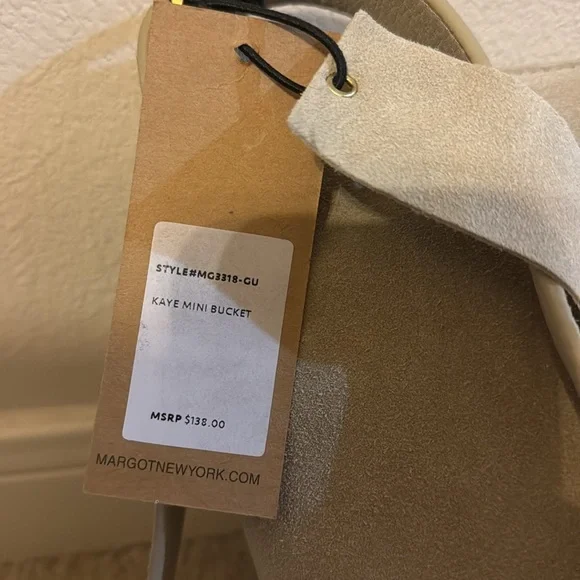 STYLE#MG3318-GU
KAYE MINI BUCKET
MSRP $138.00
MARGOTNEWYORK.COM